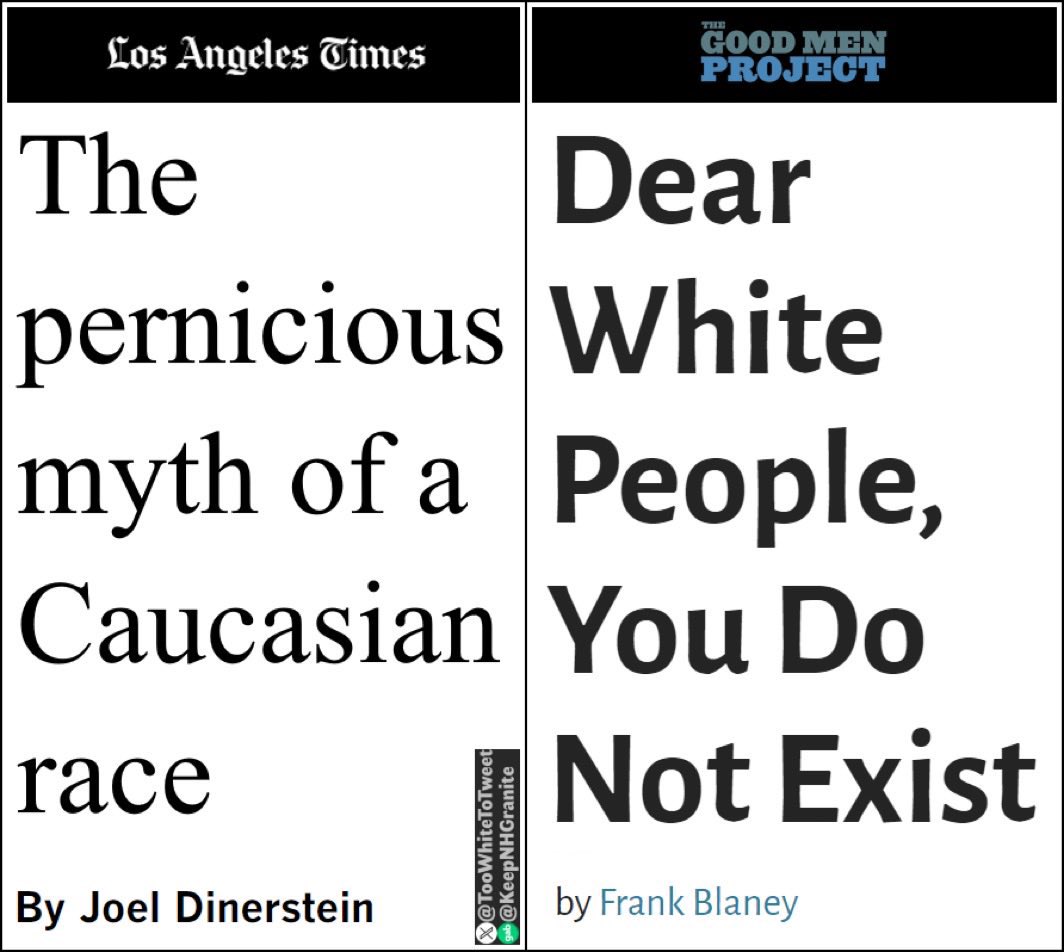 Los Angeles Times
The
pernicious
myth of a
Caucasian
race
By Joel Dinerstein
@TooWhiteToTweet
gab @KeepNHGranite
THE
GOOD MEN
PROJECT
Dear
White
People,
You Do
Not Exist
by Frank Blaney